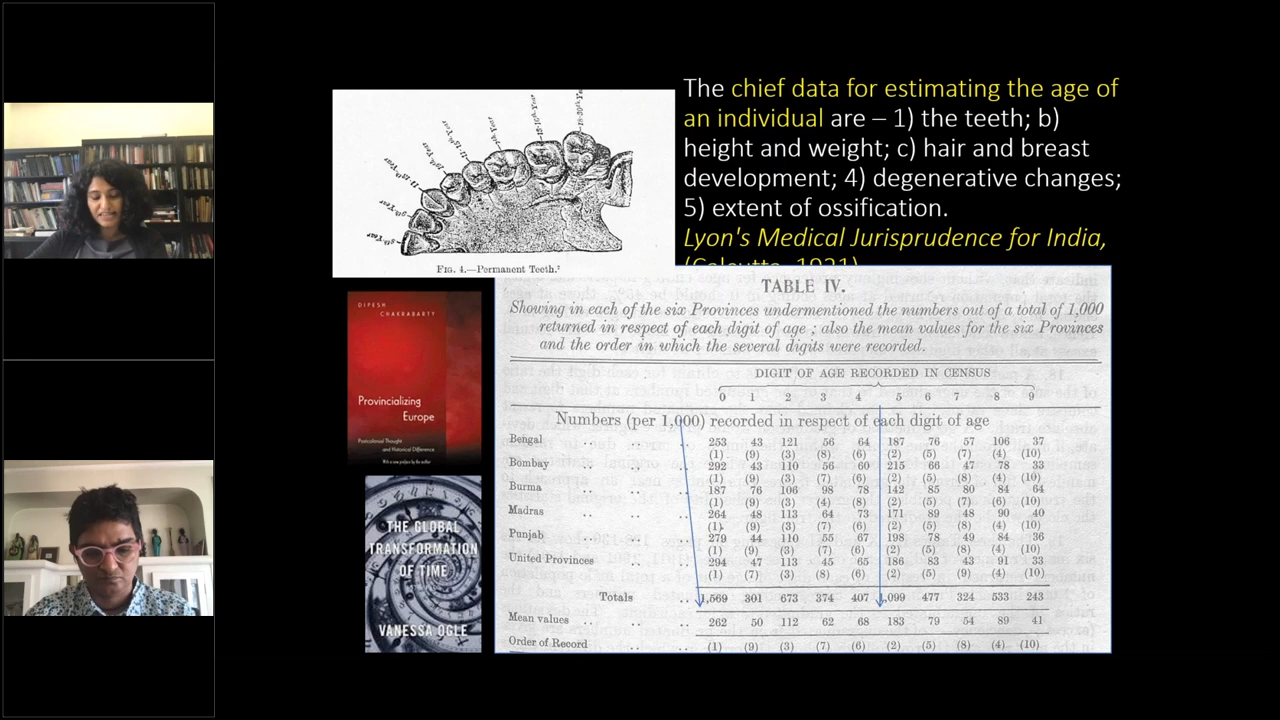 The chief data for estimating the age of
an individual are – 1) the teeth; b)
height and weight; c) hair and breast
development; 4) degenerative changes;
5) extent of ossification.
Lyon's Medical Jurisprudence for India,
(Calcutta, 1921)
FIG. 4.—Permanent Teeth.²
DIPESH
CHAKRABARTY
Provincializing
Europe
Postcolonial Thought
and Historical Difference
With a new preface by the author
THE GLOBAL
TRANSFORMATION
OF TIME
VANESSA OGLE
TABLE IV.
Showing in each of the six Provinces undermentioned the numbers out of a total of 1,000
returned in respect of each digit of age ; also the mean values for the six Provinces
and the order in which the several digits were recorded.
DIGIT OF AGE RECORDED IN CENSUS
0 1 2 3 4 5 6 7 8 9
Numbers (per 1,000) recorded in respect of each digit of age
Bengal 253 43 121 56 64 187 76 57 106 37
(1) (9) (3) (8) (6) (2) (5) (7) (4) (10)
Bombay .. .. .. 292 43 110 56 60 215 66 47 78 33
(1) (9) (3) (7) (6) (2) (5) (8) (4) (10)
Burma .. .. .. 187 76 106 98 78 142 85 80 84 64
(1) (9) (3) (4) (8) (2) (5) (7) (6) (10)
Madras .. .. .. 264 48 113 64 73 171 89 48 90 40
(1) (9) (3) (7) (6) (2) (5) (8) (4) (10)
Punjab .. .. .. 279 44 110 55 67 198 78 49 84 36
(1) (9) (3) (7) (6) (2) (5) (8) (4) (10)
United Provinces .. .. 294 47 113 45 65 186 83 43 91 33
(1) (7) (3) (8) (6) (2) (5) (9) (4) (10)
Totals .. 1,569 301 673 374 407 1,099 477 324 533 243
Mean values .. .. .. 262 50 112 62 68 183 79 54 89 41
Order of Record .. .. (1) (9) (3) (7) (6) (2) (5) (8) (4) (10)